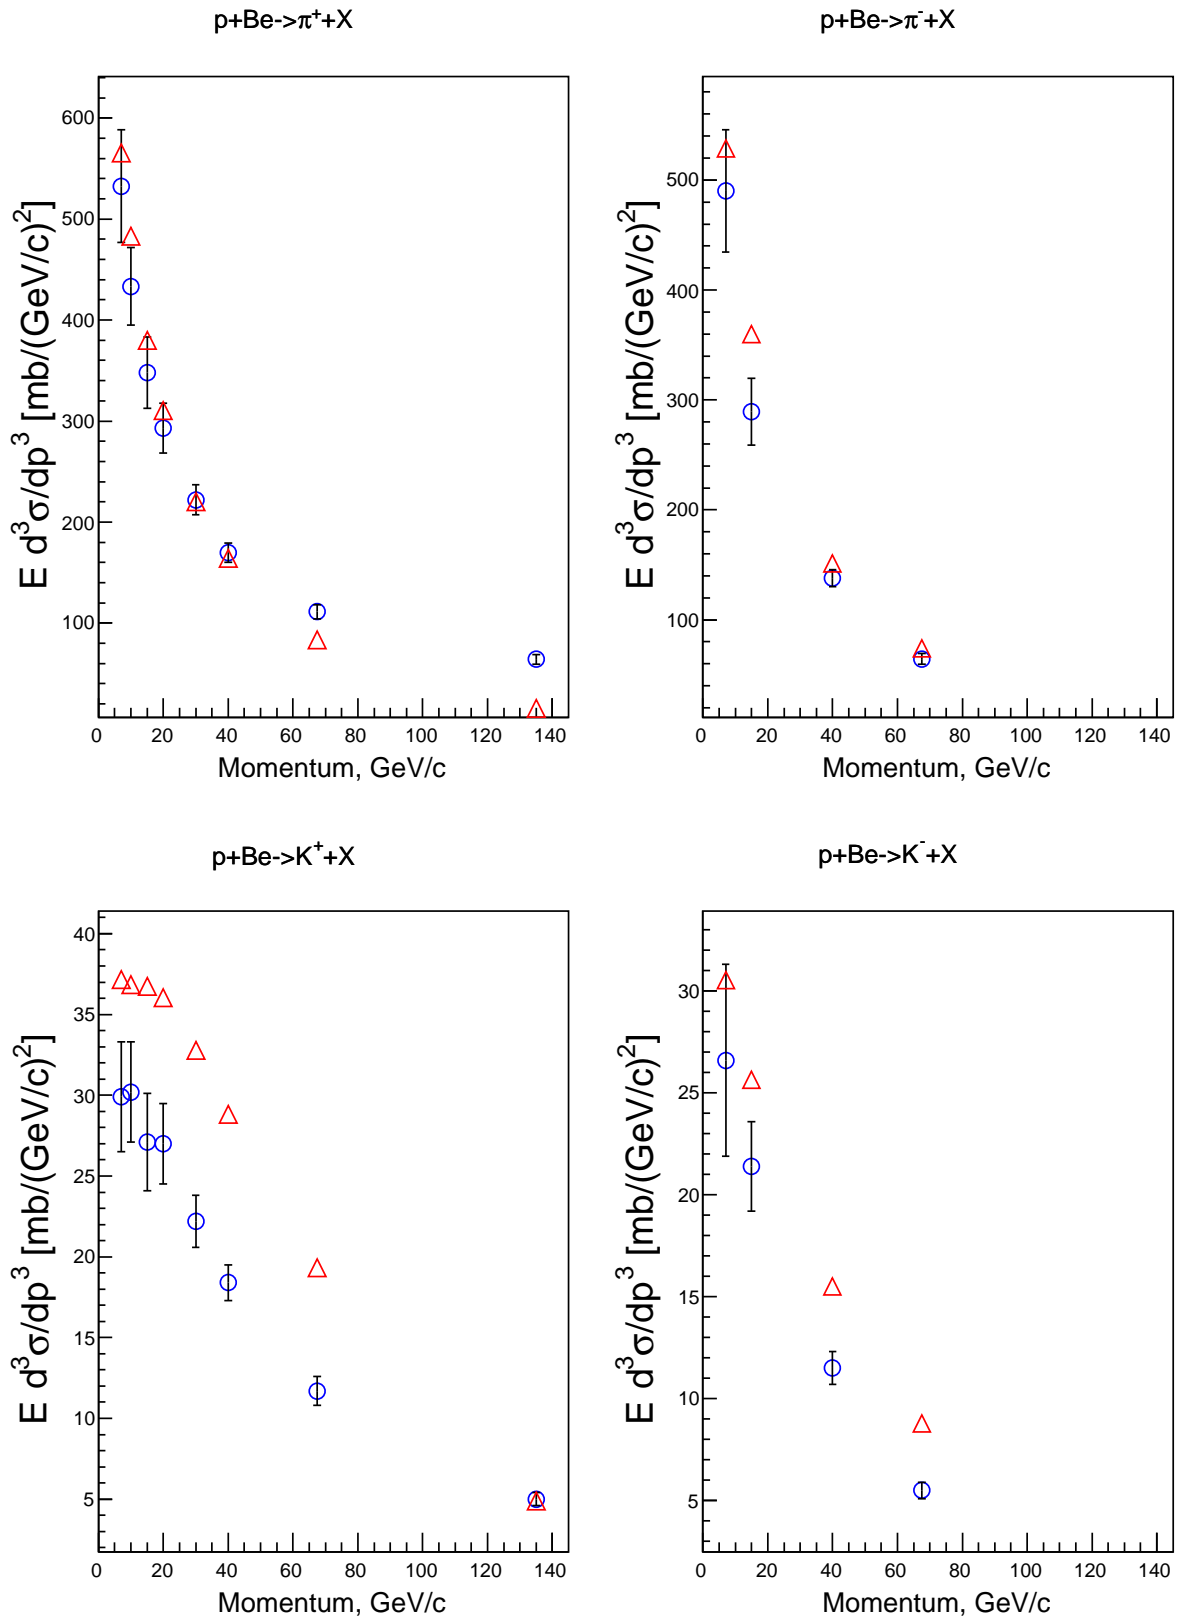 p+Be->π⁺+X
E d³σ/dp³ [mb/(GeV/c)²]
600
500
400
300
200
100
0 20 40 60 80 100 120 140
Momentum, GeV/c
p+Be->π⁻+X
E d³σ/dp³ [mb/(GeV/c)²]
500
400
300
200
100
0 20 40 60 80 100 120 140
Momentum, GeV/c
p+Be->K⁺+X
E d³σ/dp³ [mb/(GeV/c)²]
40
35
30
25
20
15
10
5
0 20 40 60 80 100 120 140
Momentum, GeV/c
p+Be->K⁻+X
E d³σ/dp³ [mb/(GeV/c)²]
30
25
20
15
10
5
0 20 40 60 80 100 120 140
Momentum, GeV/c